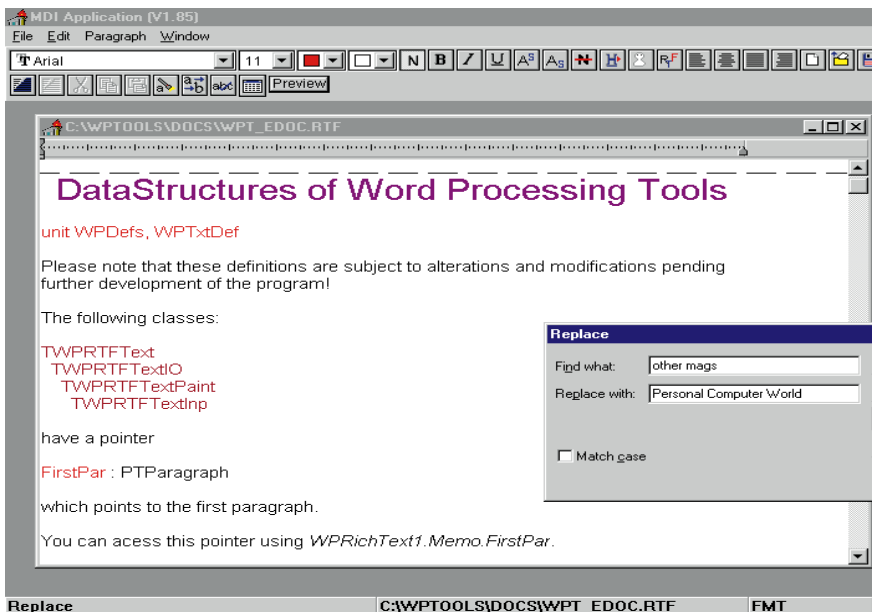 MDI Application (V1.85)
File Edit Paragraph Window
Arial 11 N B I U
abc Preview
C:\WPTOOLS\DOCS\WPT_EDOC.RTF
DataStructures of Word Processing Tools
unit WPDefs, WPTxtDef
Please note that these definitions are subject to alterations and modifications pending
further development of the program!
The following classes:
TWPRTFText
TWPRTFTextIO
TWPRTFTextPaint
TWPRTFTextInp
have a pointer
FirstPar : PTParagraph
which points to the first paragraph.
You can acess this pointer using WPRichText1.Memo.FirstPar.
Replace
Find what: other mags
Replace with: Personal Computer World
Match case
Replace C:\WPTOOLS\DOCS\WPT_EDOC.RTF FMT